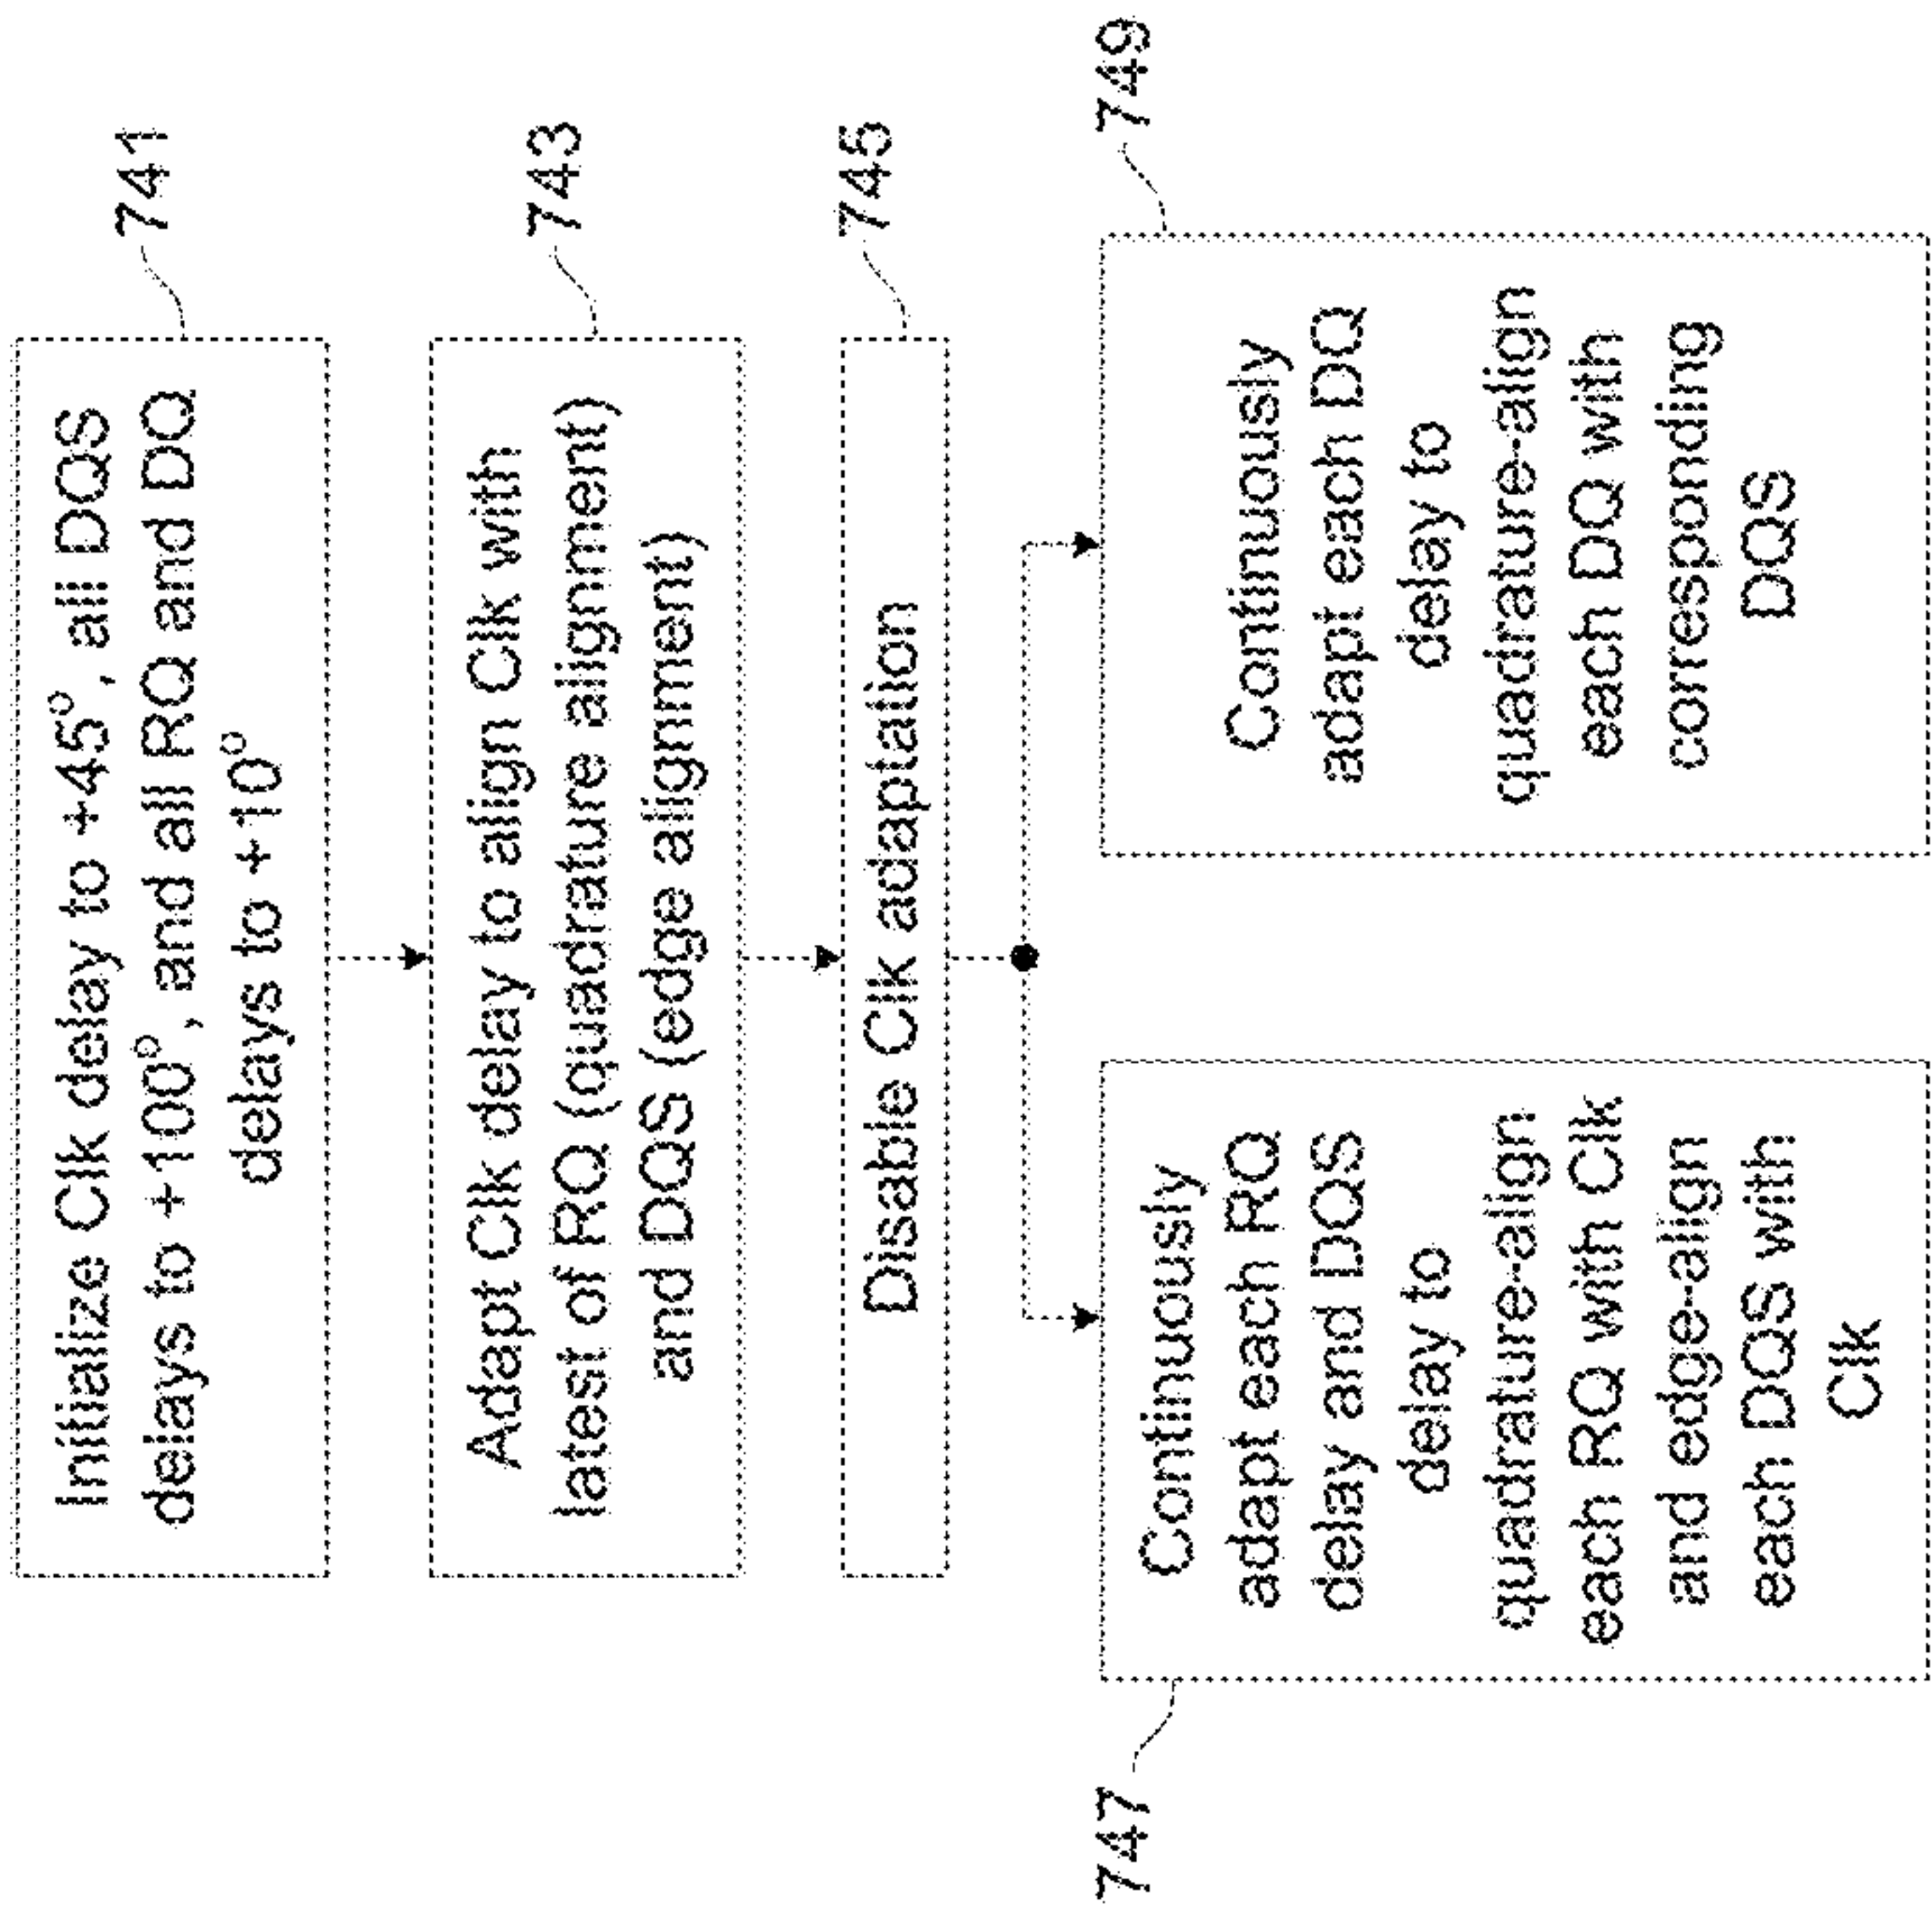 Initialize Clk delay to +45°, all DQS
delays to +100°, and all RQ and DQ
delays to +10°
741
Adapt Clk delay to align Clk with
latest of RQ (quadrature alignment)
and DQS (edge alignment)
743
Disable Clk adaptation
745
747
Continuously
adapt each RQ
delay and DQS
delay to
quadrature-align
each RQ with Clk
and edge-align
each DQS with
Clk
Continuously
adapt each DQ
delay to
quadrature-align
each DQ with
corresponding
DQS
749